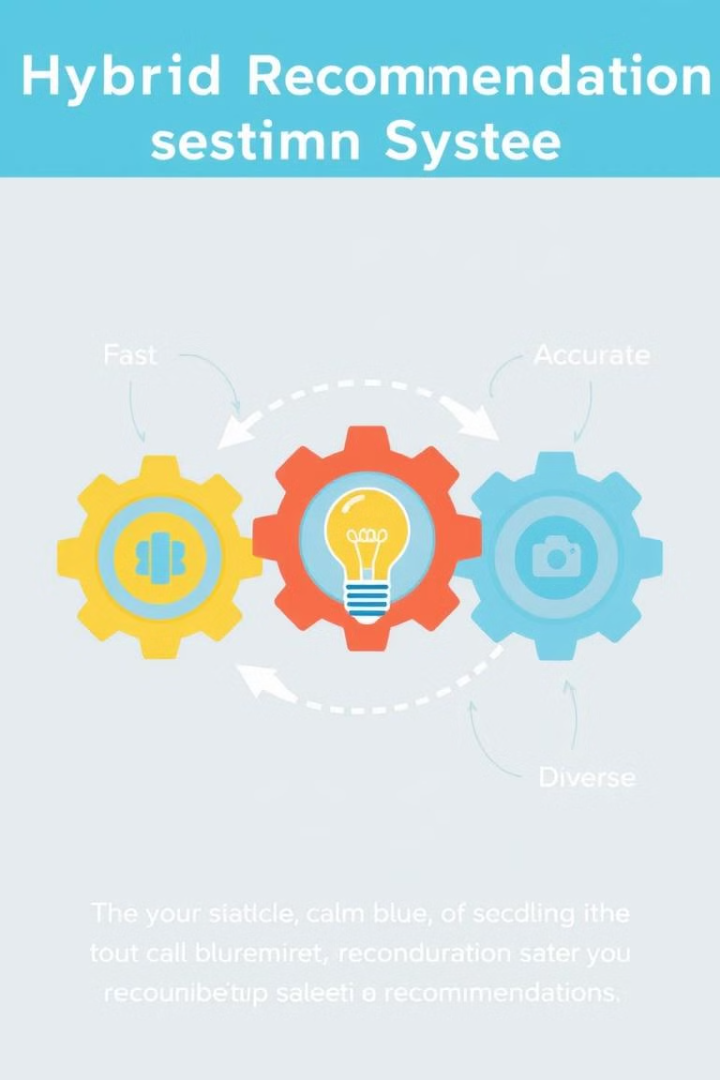 Hybrid Recommendation
sestimn Systee
Fast
Accurate
Diverse
The your siatlcle, calm blue, of secdling ithe
tout call bluremiret, reconduration sater you
recounibetup saleeti o recommendations.